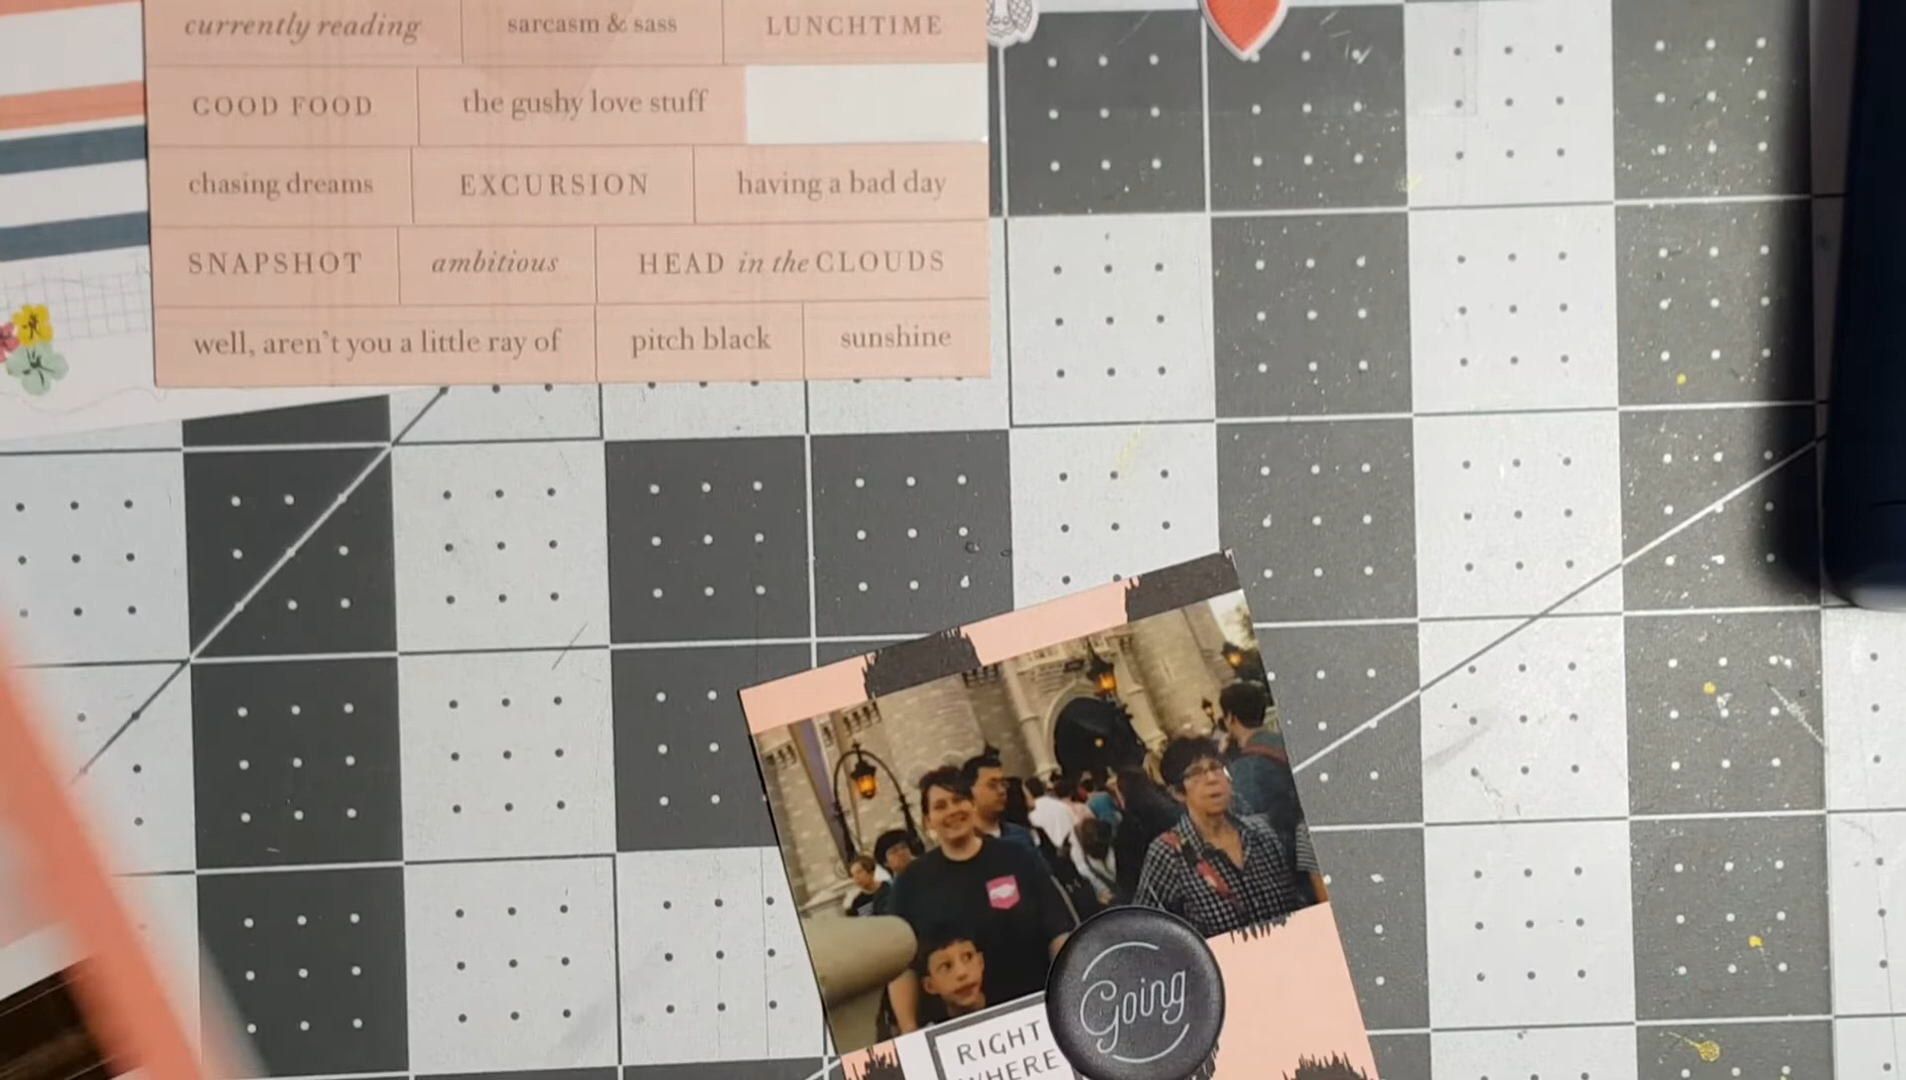 currently reading sarcasm & sass LUNCHTIME
GOOD FOOD the gushy love stuff
chasing dreams EXCURSION having a bad day
SNAPSHOT ambitious HEAD in the CLOUDS
well, aren't you a little ray of pitch black sunshine
Going
RIGHT
WHERE